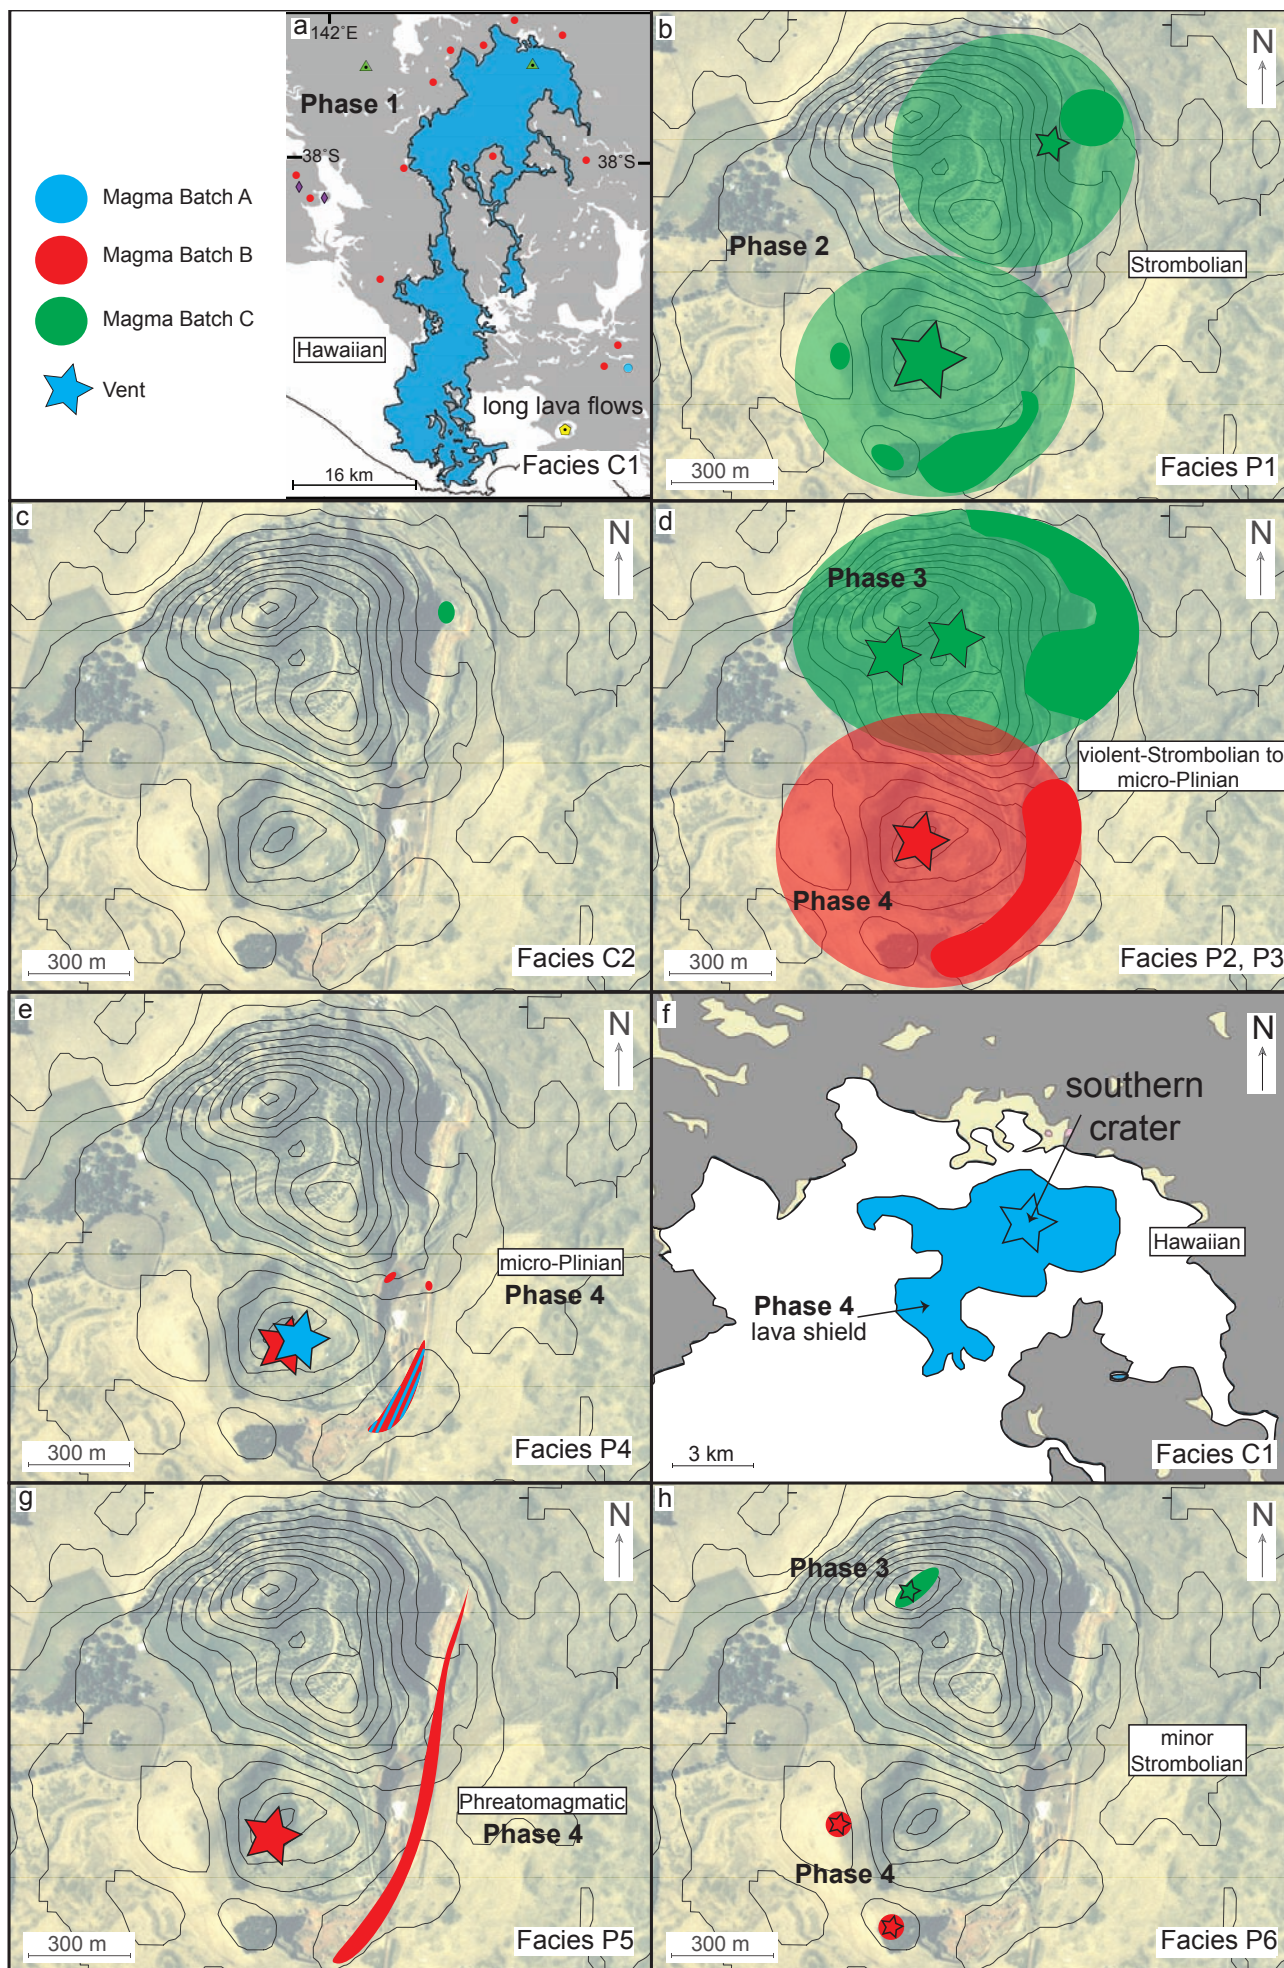 Magma Batch A
Magma Batch B
Magma Batch C
Vent
a
142˚E
Phase 1
38˚S
38˚S
Hawaiian
long lava flows
16 km
Facies C1
b
N
Phase 2
Strombolian
300 m
Facies P1
c
N
300 m
Facies C2
d
N
Phase 3
violent-Strombolian to
micro-Plinian
Phase 4
300 m
Facies P2, P3
e
N
micro-Plinian
Phase 4
300 m
Facies P4
f
N
southern
crater
Hawaiian
Phase 4
lava shield
3 km
Facies C1
g
N
Phreatomagmatic
Phase 4
300 m
Facies P5
h
N
Phase 3
minor
Strombolian
Phase 4
300 m
Facies P6